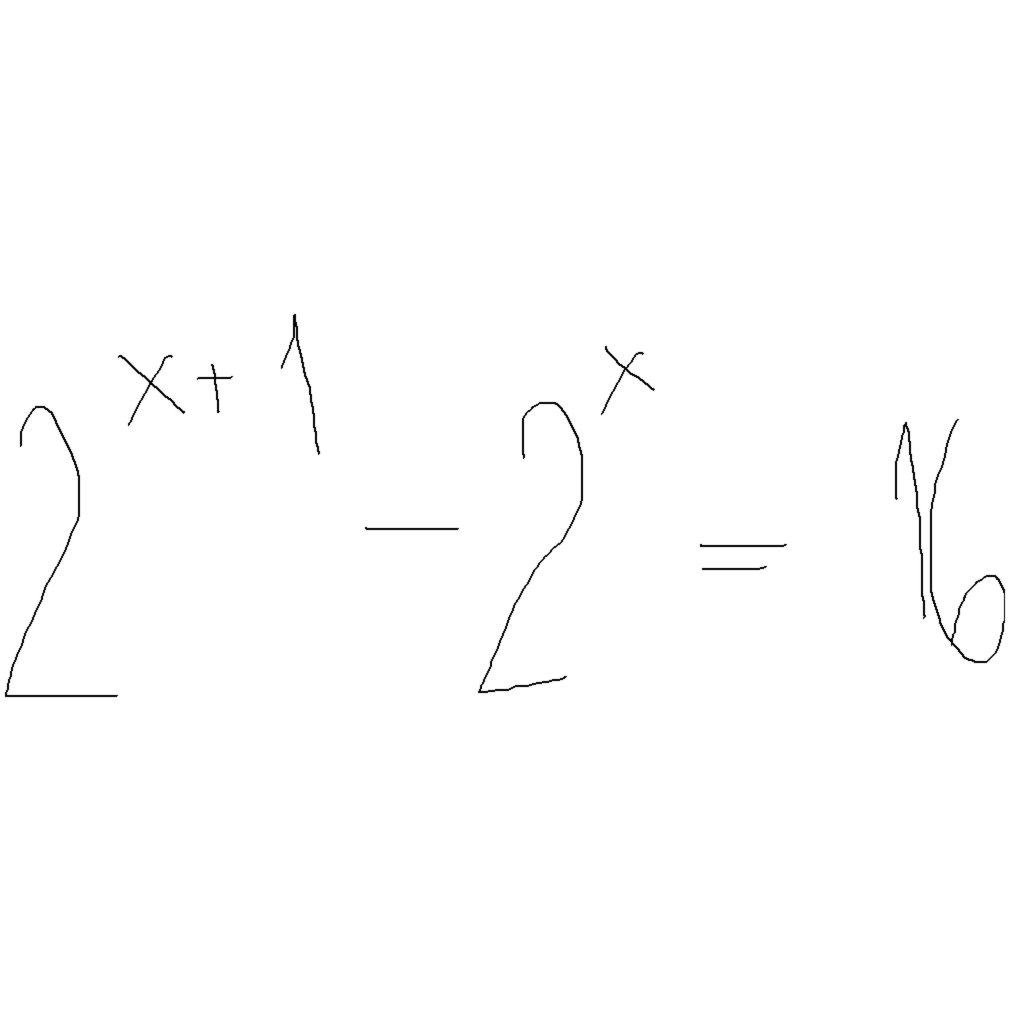 2^{x+1} - 2^x = 16